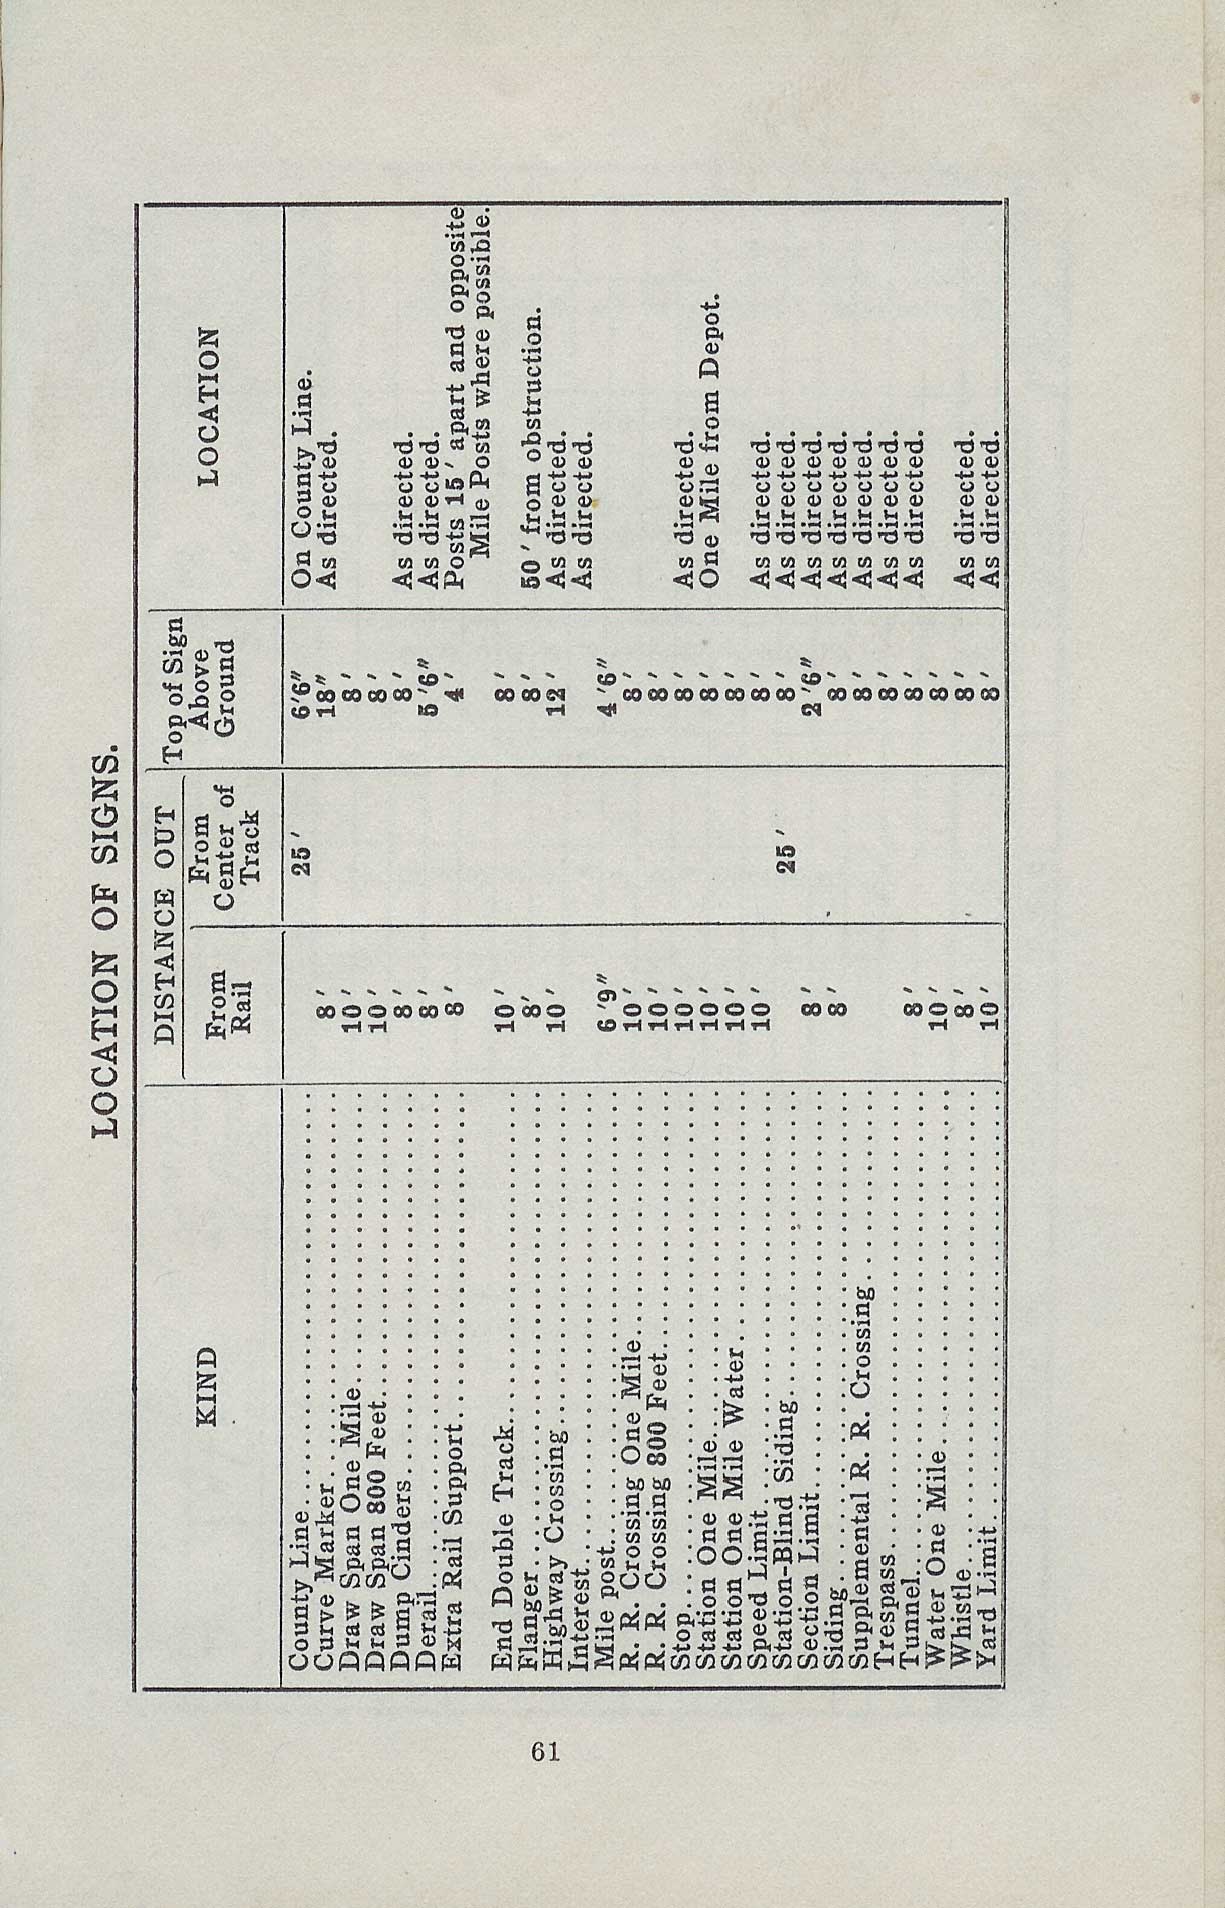 LOCATION OF SIGNS.
KIND DISTANCE OUT Top of Sign Above Ground LOCATION
From Rail From Center of Track
County Line 25' 6'6" On County Line.
Curve Marker 8' 18" As directed.
Draw Span One Mile 10' 8'
Draw Span 800 Feet 10' 8'
Dump Cinders 8' 8' As directed.
Derail 8' 5'6" As directed.
Extra Rail Support 8' 4' Posts 15' apart and opposite
Mile Posts where possible.
End Double Track 10' 8'
Flanger 8' 8' 50' from obstruction.
Highway Crossing 10' 12' As directed.
Interest As directed.
Mile post 6'9" 4'6"
R. R. Crossing One Mile 10' 8'
R. R. Crossing 800 Feet 10' 8'
Stop 10' 8' As directed.
Station One Mile 10' 8' One Mile from Depot.
Station One Mile Water 10' 8'
Speed Limit 10' 8' As directed.
Station-Blind Siding 25' 8' As directed.
Section Limit 8' 2'6" As directed.
Siding 8' 8' As directed.
Supplemental R. R. Crossing 8' As directed.
Trespass 8' As directed.
Tunnel 8' 8' As directed.
Water One Mile 10' 8'
Whistle 8' 8' As directed.
Yard Limit 10' 8' As directed.
61